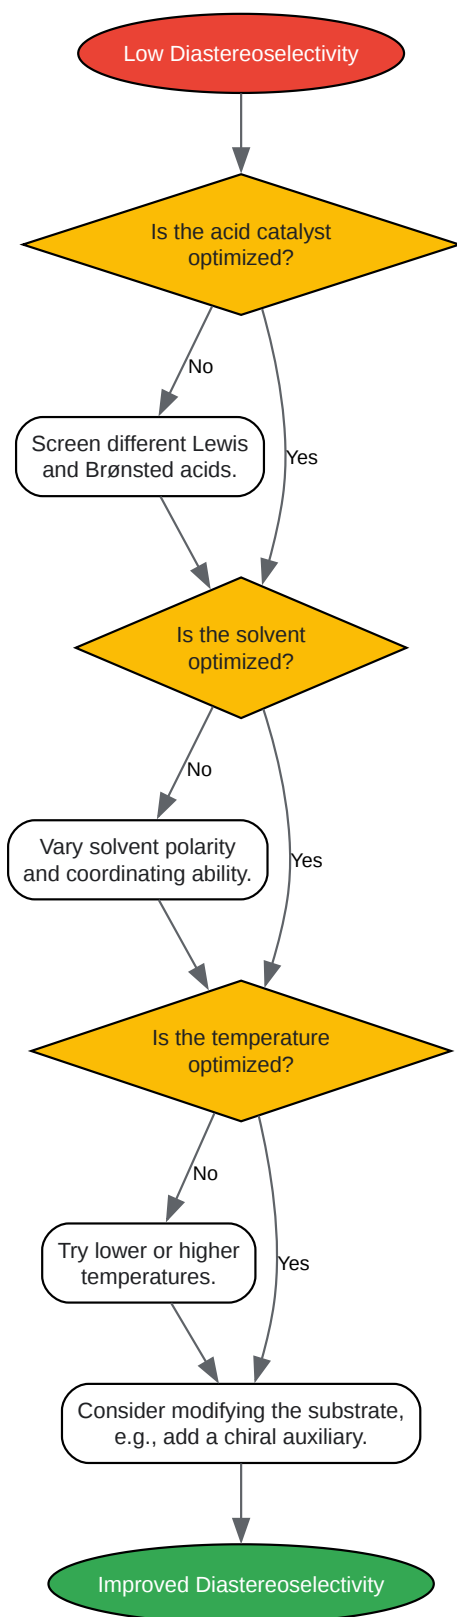 Low Diastereoselectivity
Is the acid catalyst
optimized?
No
Screen different Lewis
and Brønsted acids.
Yes
Is the solvent
optimized?
No
Vary solvent polarity
and coordinating ability.
Yes
Is the temperature
optimized?
No
Try lower or higher
temperatures.
Yes
Consider modifying the substrate,
e.g., add a chiral auxiliary.
Improved Diastereoselectivity